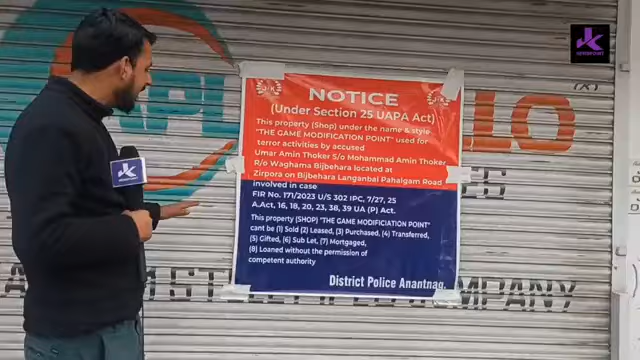 NOTICE
(Under Section 25 UAPA Act)
This property (Shop) under the name & style
"THE GAME MODIFICATION POINT" used for
terror activities by accused
Umar Amin Thoker S/o Mohammad Amin Thoker
R/o Waghama Bijbehara located at
Zirpora on Bijbehara Langanbal Pahalgam Road
involved in case
FIR No. 171/2023 U/S 302 IPC, 7/27, 25
A.Act, 16, 18, 20, 23, 38, 39 UA (P) Act.
This property (SHOP) "THE GAME MODIFICATION POINT"
cant be (1) Sold (2) Leased, (3) Purchased, (4) Transferred,
(5) Gifted, (6) Sub Let, (7) Mortgaged,
(8) Loaned without the permission of
competent authority
District Police Anantnag.
JK
JK
COMPANY